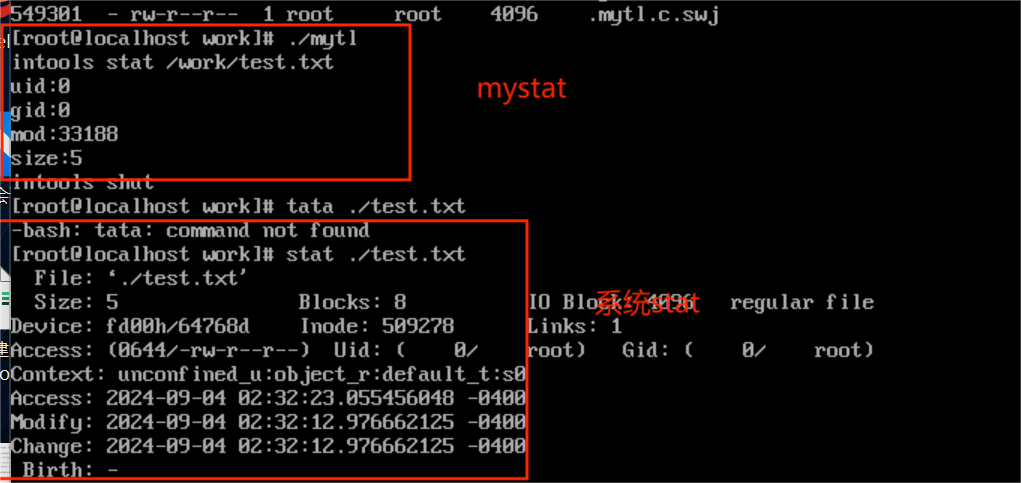 549301 - rw-r--r-- 1 root root 4096 .mytl.c.swj
[root@localhost work]# ./mytl
intools stat /work/test.txt
mystat
uid:0
gid:0
mod:33188
size:5
intools shut
[root@localhost work]# tata ./test.txt
-bash: tata: command not found
[root@localhost work]# stat ./test.txt
File: ‘./test.txt’
Size: 5 Blocks: 8 IO Block: 4096 regular file
系统stat
Device: fd00h/64768d Inode: 509278 Links: 1
Access: (0644/-rw-r--r--) Uid: ( 0/ root) Gid: ( 0/ root)
Context: unconfined_u:object_r:default_t:s0
Access: 2024-09-04 02:32:23.055456048 -0400
Modify: 2024-09-04 02:32:12.976662125 -0400
Change: 2024-09-04 02:32:12.976662125 -0400
Birth: -